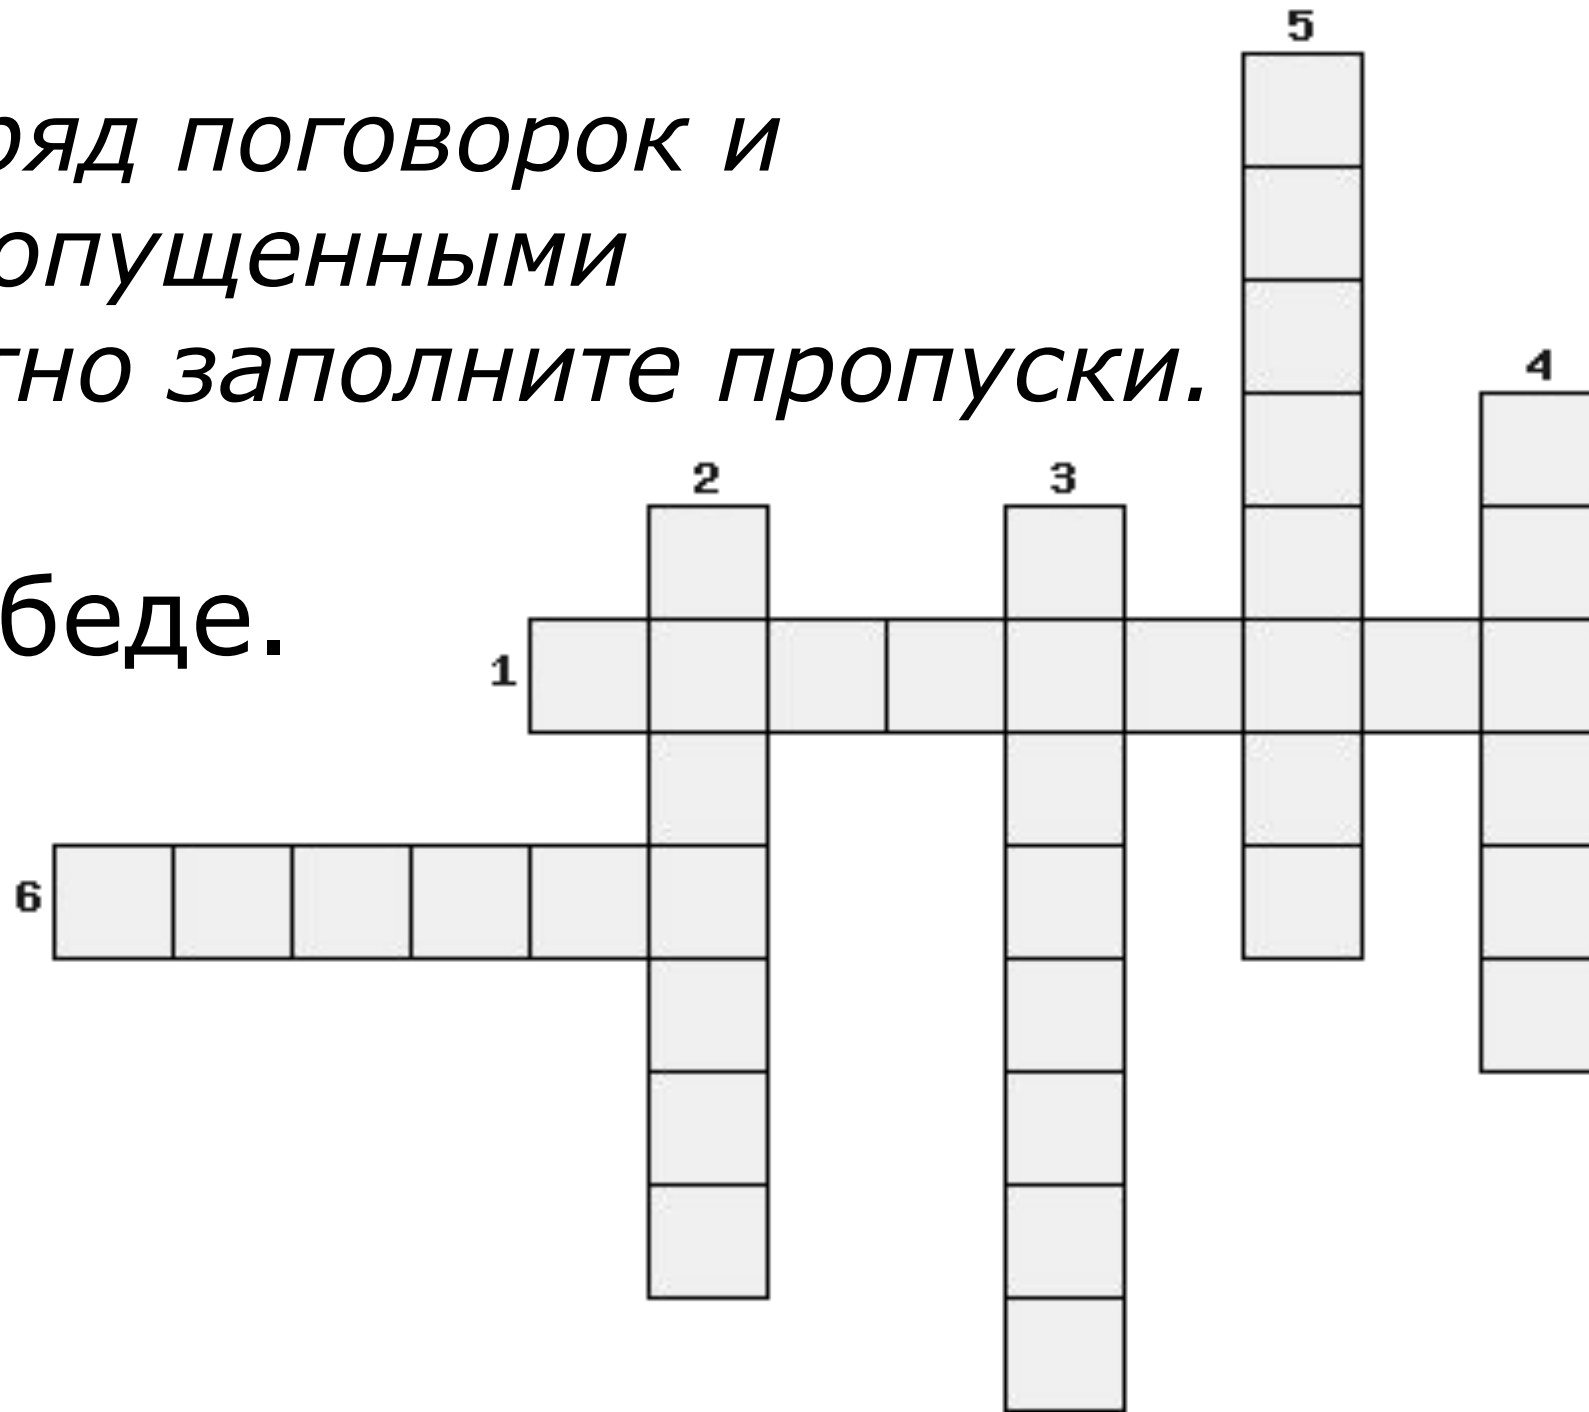 5
ряд поговорок и
опущенными
тно заполните пропуски.
4
2 3
беде.
1
6